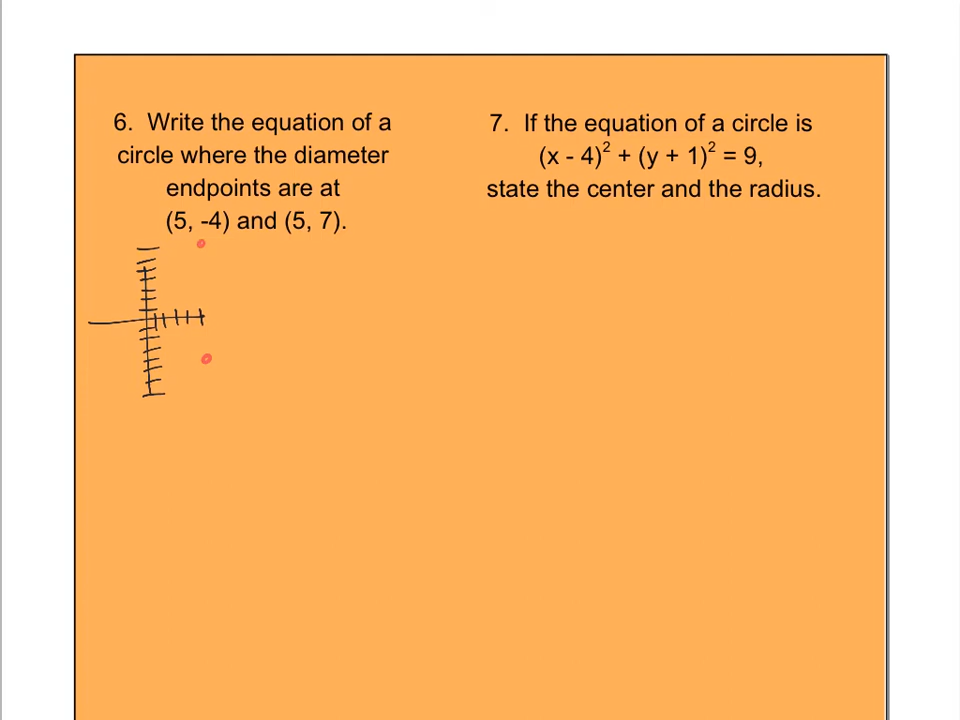 6. Write the equation of a
circle where the diameter
endpoints are at
(5, -4) and (5, 7).
7. If the equation of a circle is
(x - 4)² + (y + 1)² = 9,
state the center and the radius.